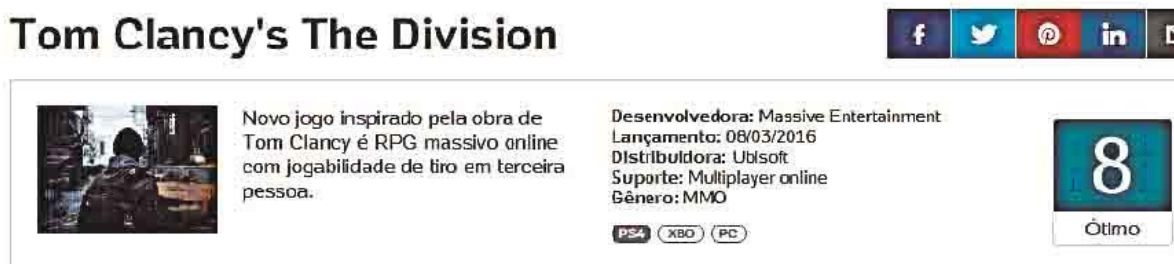 Tom Clancy's The Division
Novo jogo inspirado pela obra de
Tom Clancy é RPG massivo online
com jogabilidade de tiro em terceira
pessoa.
Desenvolvedora: Massive Entertainment
Lançamento: 08/03/2016
Distribuidora: Ubisoft
Suporte: Multiplayer online
Gênero: MMO
PS4 XBO PC
8
Ótimo